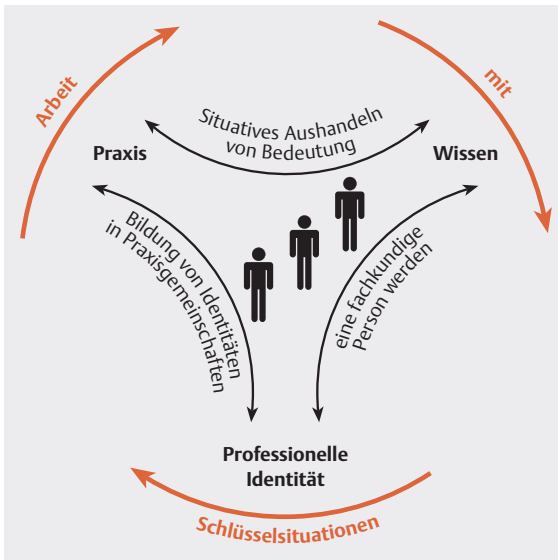 Arbeit
mit
Situatives Aushandeln
von Bedeutung
Praxis
Wissen
Bildung von Identitäten
in Praxisgemeinschaften
eine fachkundige
Person werden
Professionelle
Identität
Schlüsselsituationen